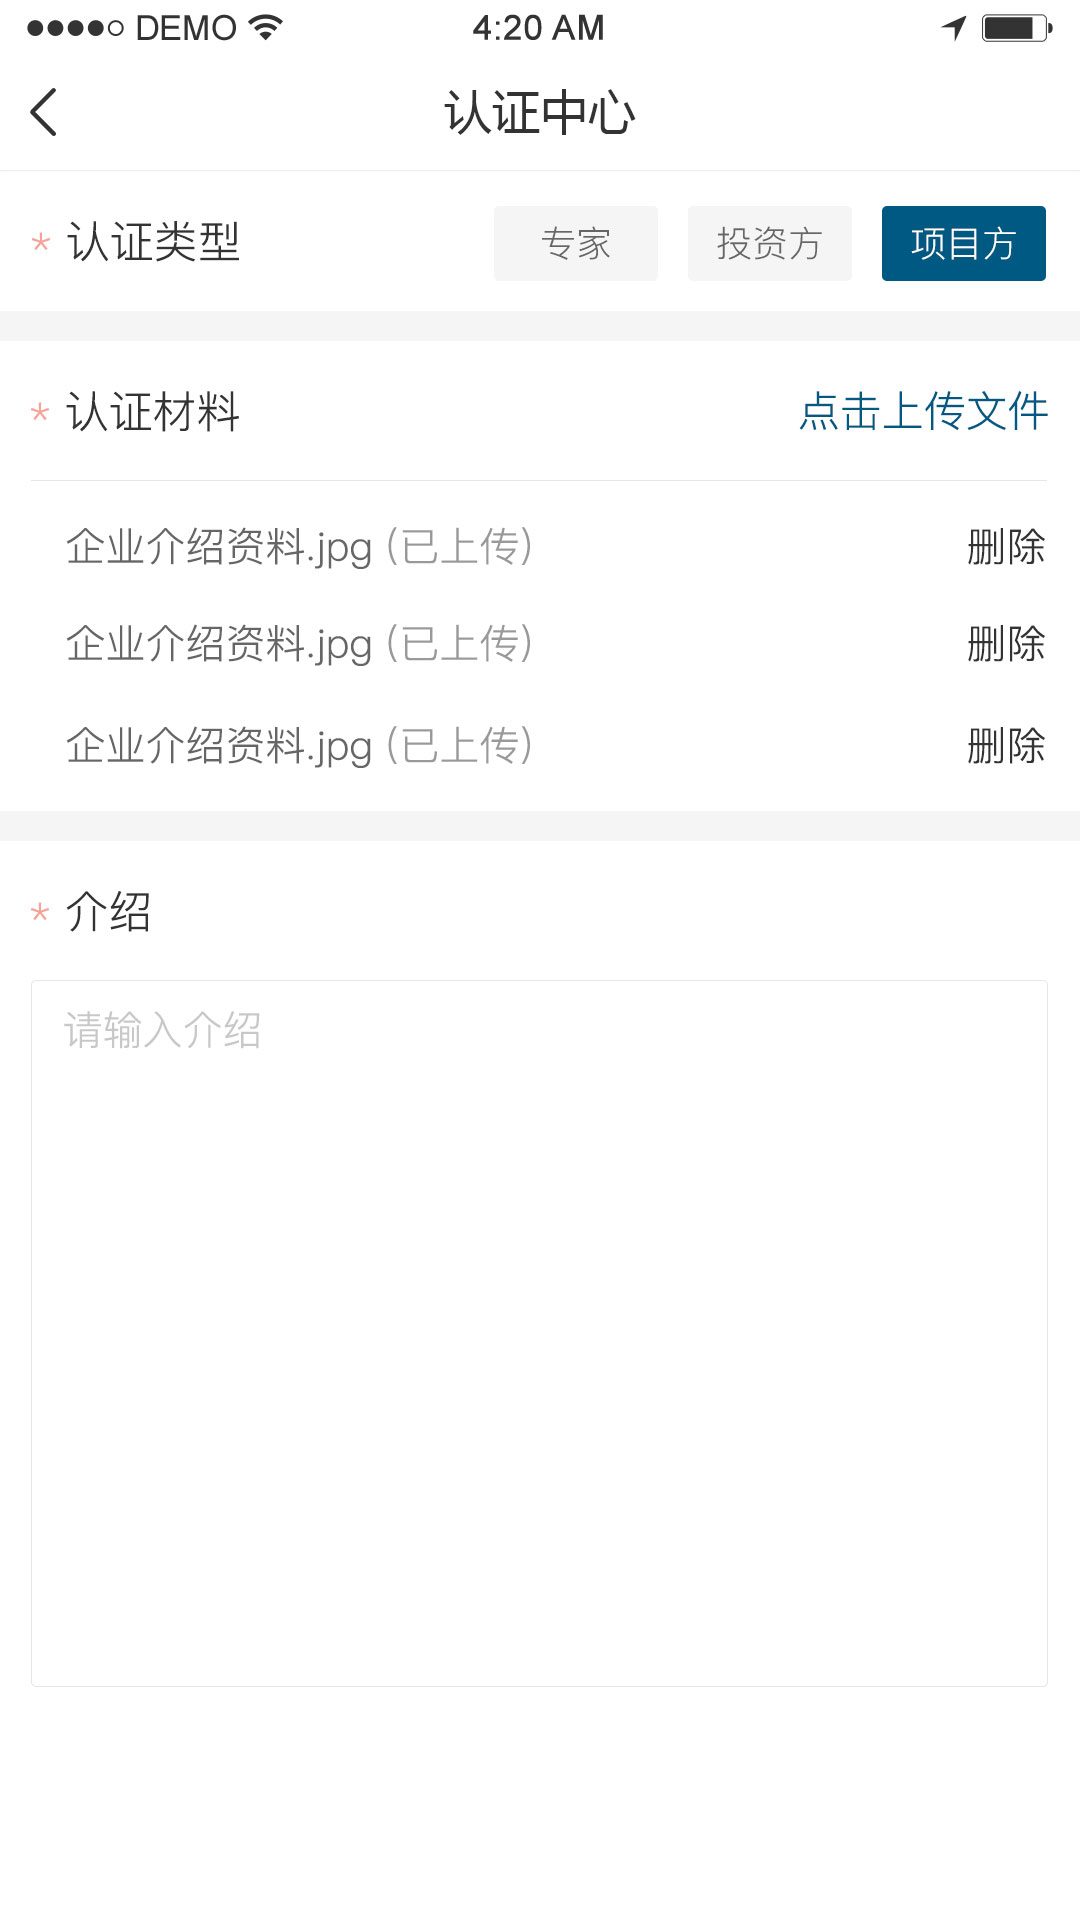 DEMO 4:20 AM
认证中心
* 认证类型 专家 投资方 项目方
* 认证材料 点击上传文件
企业介绍资料.jpg (已上传) 删除
企业介绍资料.jpg (已上传) 删除
企业介绍资料.jpg (已上传) 删除
* 介绍
请输入介绍